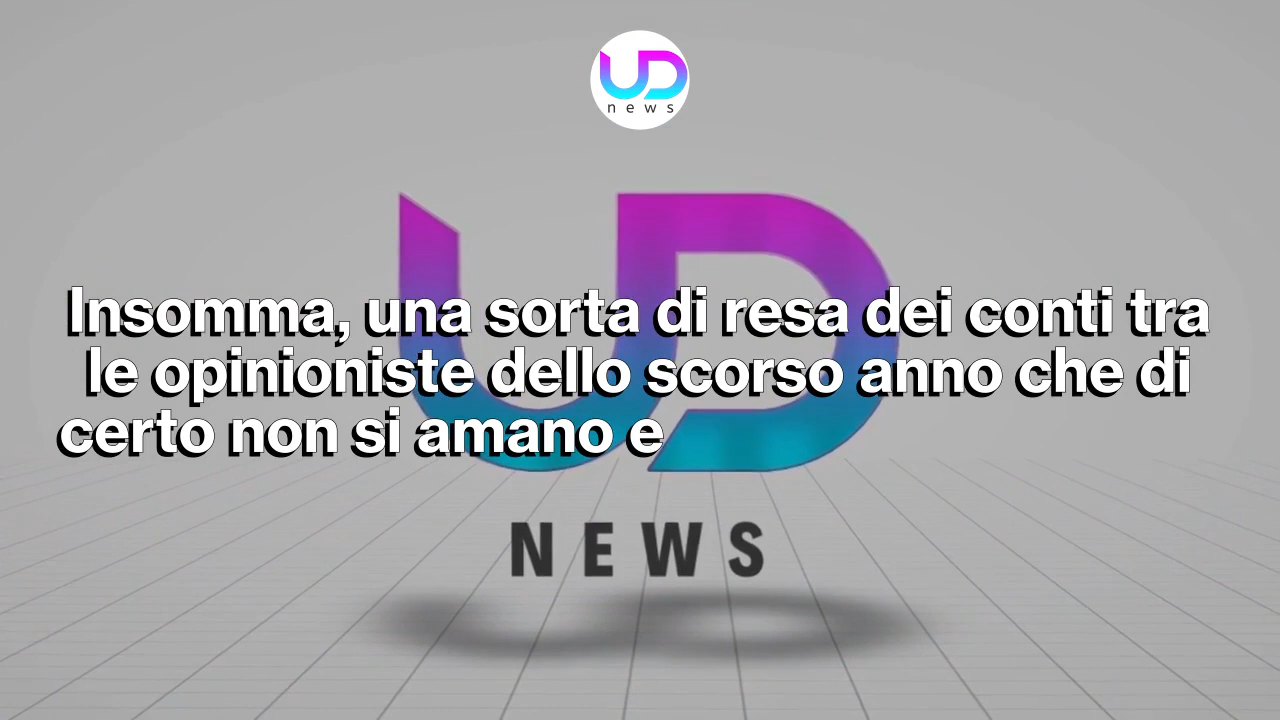 UD
news
Insomma, una sorta di resa dei conti tra
le opinioniste dello scorso anno che di
certo non si amano e
UD
NEWS